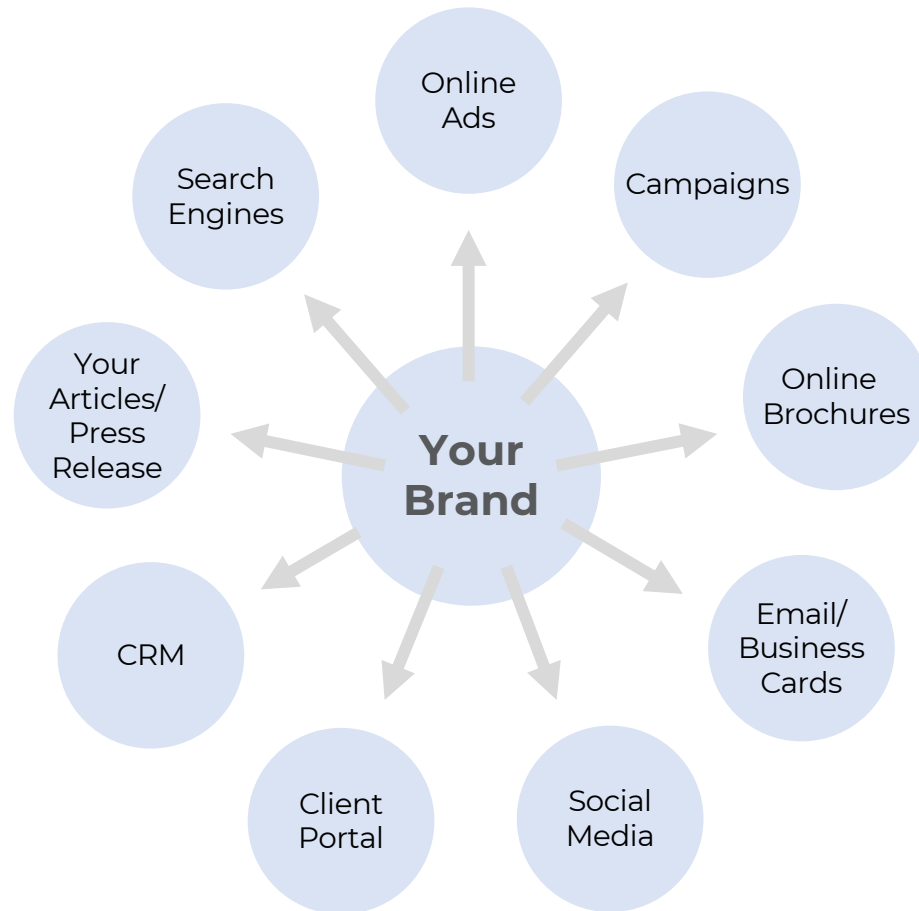 Online
Ads
Campaigns
Search
Engines
Online
Brochures
Your
Articles/
Press
Release
Your
Brand
Email/
Business
Cards
CRM
Social
Media
Client
Portal